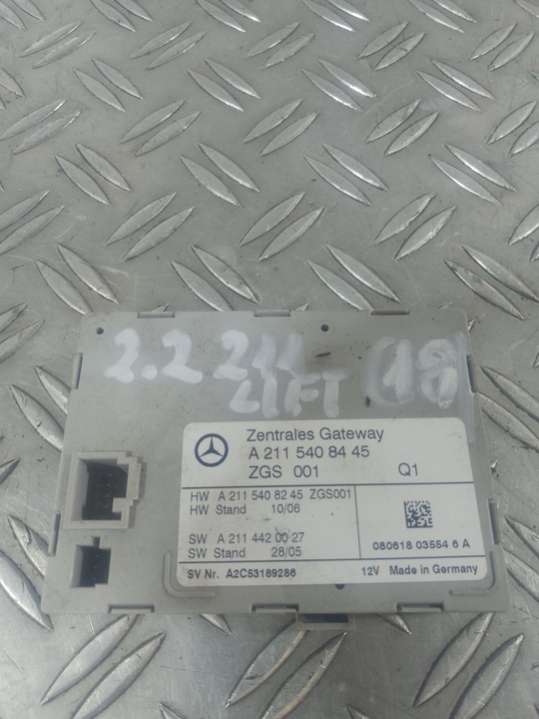 2.2 211 18
LIFT
Zentrales Gateway
A 211 540 84 45
ZGS 001 Q1
HW A 211 540 82 45 ZGS001
HW Stand 10/06
SW A 211 442 00 27
SW Stand 28/05
080618 03554 6 A
SV Nr. A2C53189286 12V Made in Germany